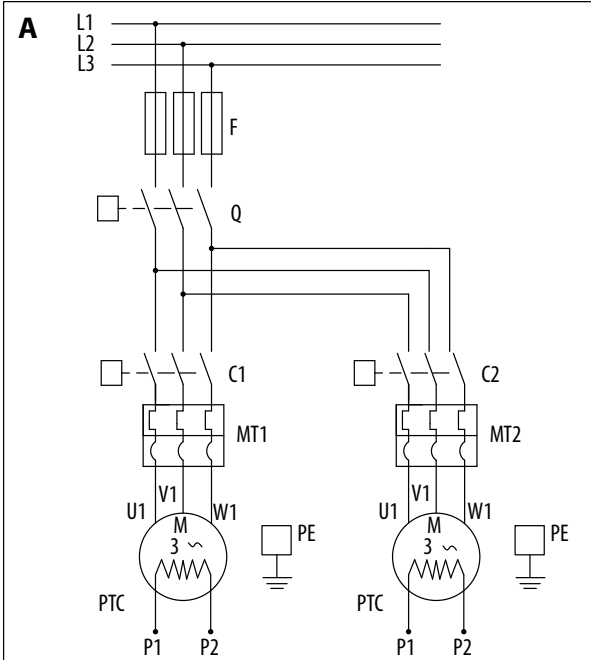 A
L1
L2
L3
F
Q
C1
C2
MT1
MT2
U1 V1 W1
U1 V1 W1
M
3 ~
M
3 ~
PE
PE
PTC
PTC
P1 P2
P1 P2